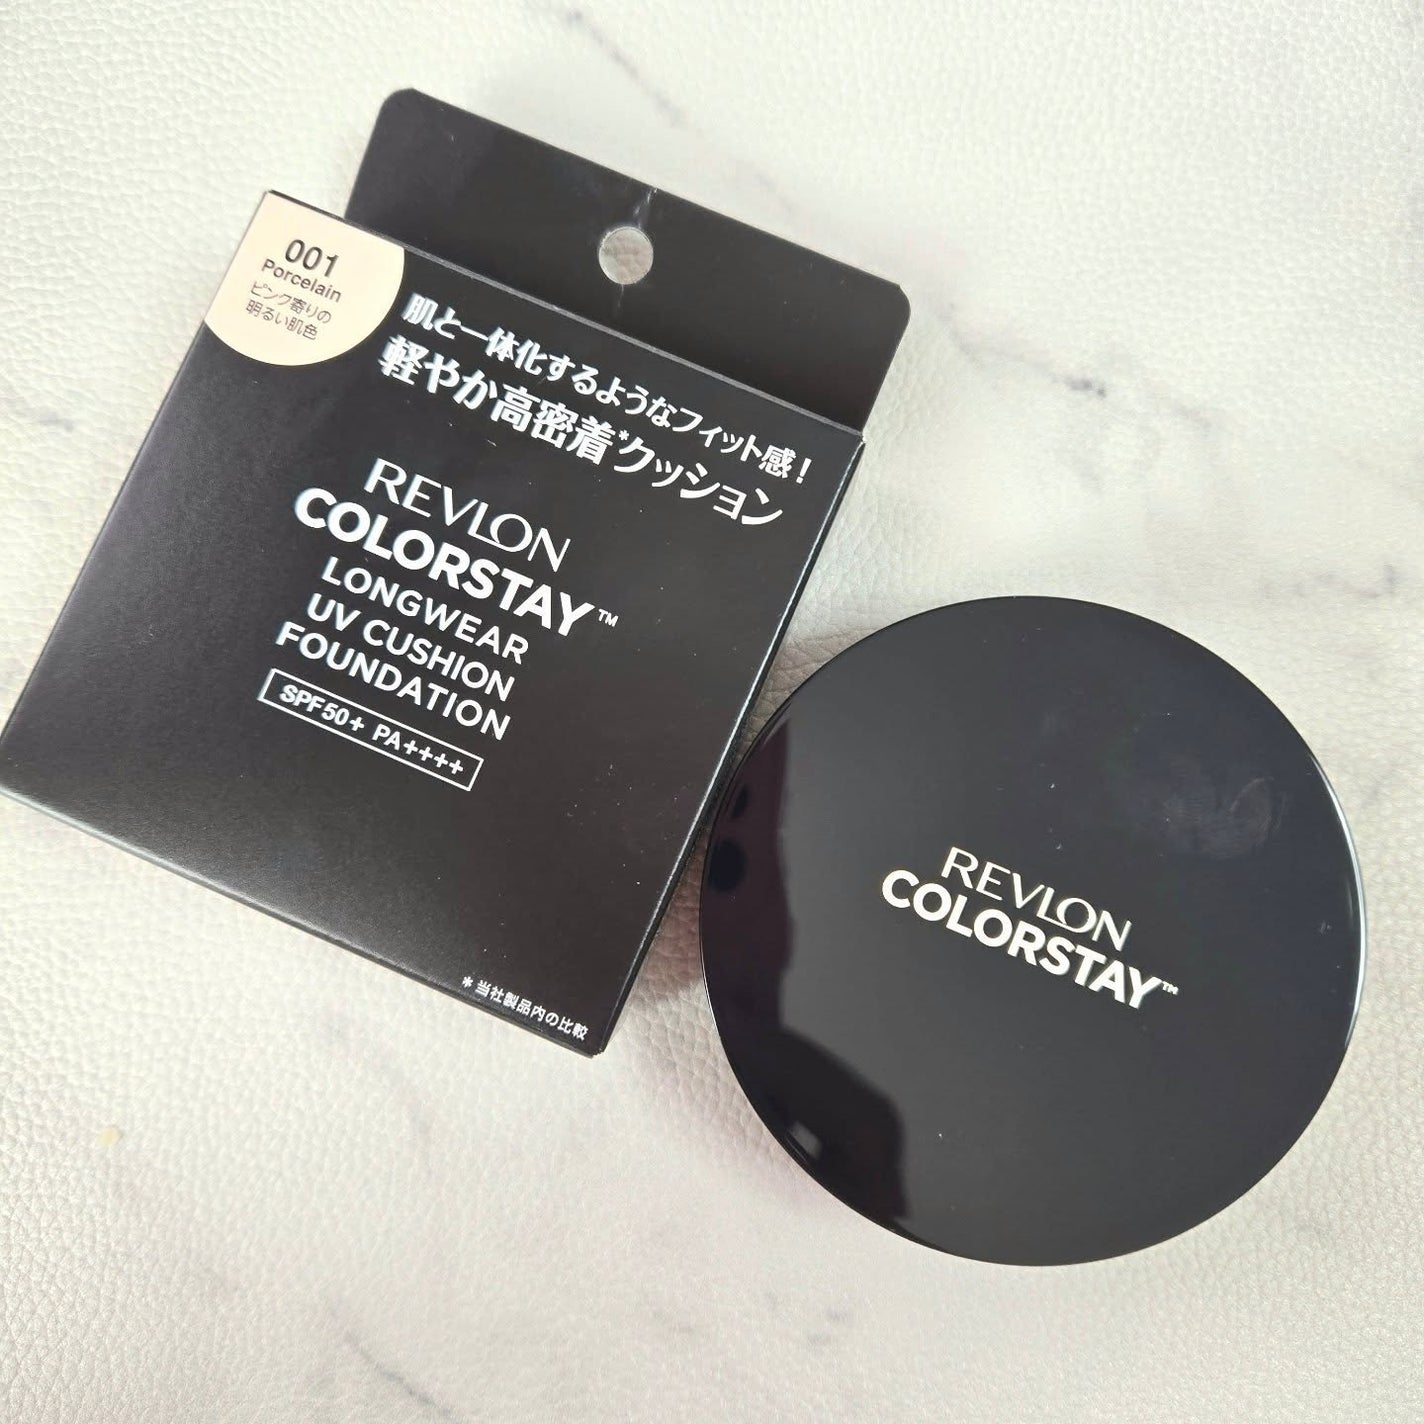 001
Porcelain
ピンク寄りの
明るい肌色
肌と一体化するようなフィット感！
軽やか高密着*クッション
REVLON
COLORSTAY™
LONGWEAR
UV CUSHION
FOUNDATION
SPF50+ PA++++
*当社製品内の比較
REVLON
COLORSTAY™